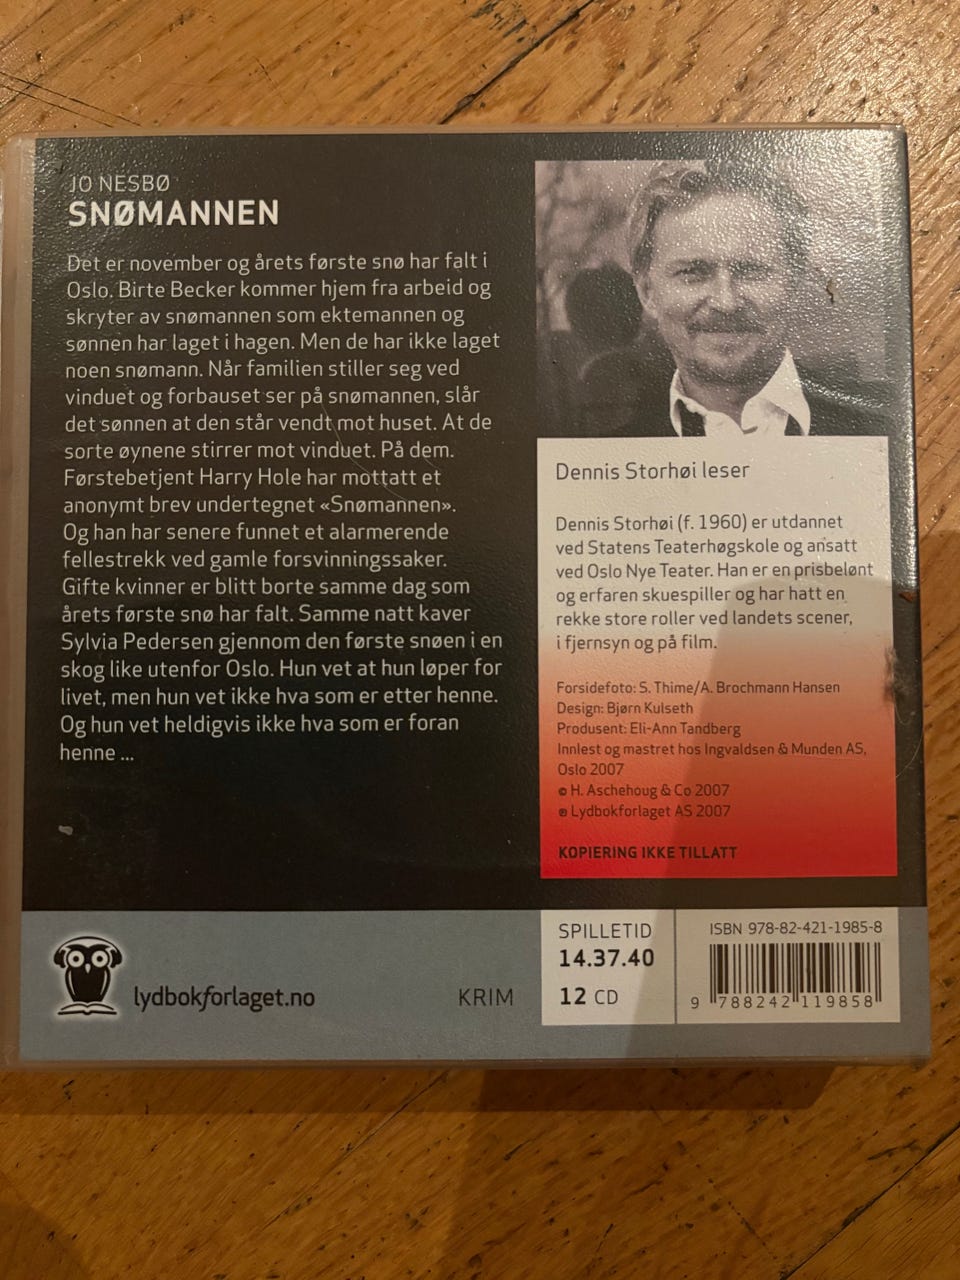 JO NESBØ
SNØMANNEN
Det er november og årets første snø har falt i
Oslo. Birte Becker kommer hjem fra arbeid og
skryter av snømannen som ektemannen og
sønnen har laget i hagen. Men de har ikke laget
noen snømann. Når familien stiller seg ved
vinduet og forbauset ser på snømannen, slår
det sønnen at den står vendt mot huset. At de
sorte øynene stirrer mot vinduet. På dem.
Førstebetjent Harry Hole har mottatt et
anonymt brev undertegnet «Snømannen».
Og han har senere funnet et alarmerende
fellestrekk ved gamle forsvinningssaker.
Gifte kvinner er blitt borte samme dag som
årets første snø har falt. Samme natt kaver
Sylvia Pedersen gjennom den første snøen i en
skog like utenfor Oslo. Hun vet at hun løper for
livet, men hun vet ikke hva som er etter henne.
Og hun vet heldigvis ikke hva som er foran
henne ...
Dennis Storhøi leser
Dennis Storhøi (f. 1960) er utdannet
ved Statens Teaterhøgskole og ansatt
ved Oslo Nye Teater. Han er en prisbelønt
og erfaren skuespiller og har hatt en
rekke store roller ved landets scener,
i fjernsyn og på film.
Forsidefoto: S. Thime/A. Brochmann Hansen
Design: Bjørn Kulseth
Produsent: Eli-Ann Tandberg
Innlest og mastret hos Ingvaldsen & Munden AS,
Oslo 2007
© H. Aschehoug & Co 2007
℗ Lydbokforlaget AS 2007
KOPIERING IKKE TILLATT
lydbokforlaget.no
KRIM
SPILLETID
14.37.40
12 CD
ISBN 978-82-421-1985-8
9 788242 119858